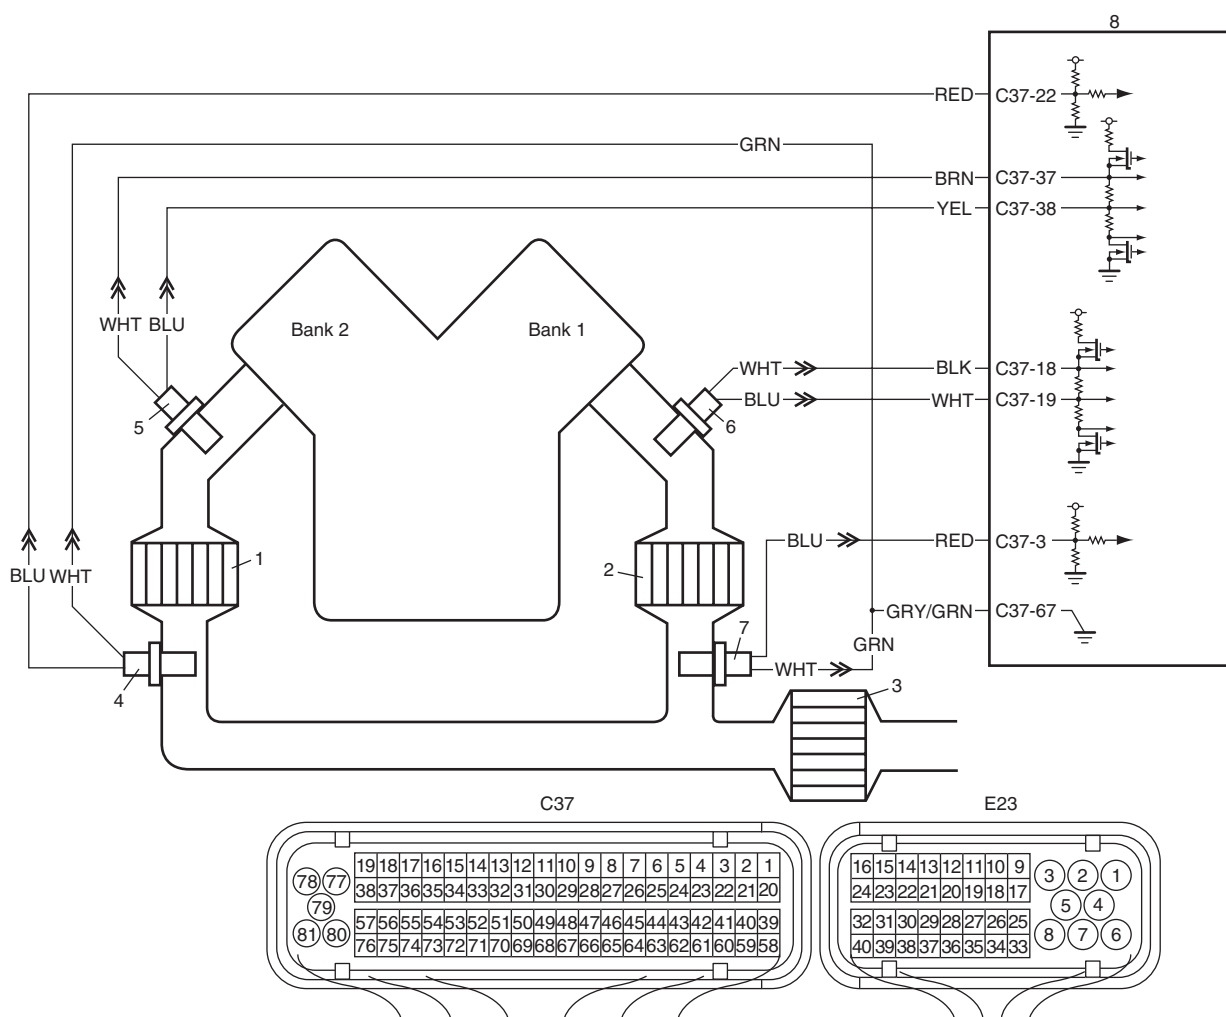 8
RED C37-22
GRN
BRN C37-37
YEL C37-38
WHT BLU
Bank 2 Bank 1
WHT BLK C37-18
BLU WHT C37-19
5 6
BLU RED C37-3
1 2
BLU WHT
GRY/GRN C37-67
7 GRN
WHT
4 3
C37 E23
19 18 17 16 15 14 13 12 11 10 9 8 7 6 5 4 3 2 1
38 37 36 35 34 33 32 31 30 29 28 27 26 25 24 23 22 21 20
57 56 55 54 53 52 51 50 49 48 47 46 45 44 43 42 41 40 39
76 75 74 73 72 71 70 69 68 67 66 65 64 63 62 61 60 59 58
78 77
79
81 80
16 15 14 13 12 11 10 9
24 23 22 21 20 19 18 17
32 31 30 29 28 27 26 25
40 39 38 37 36 35 34 33
3 2 1
5 4
8 7 6